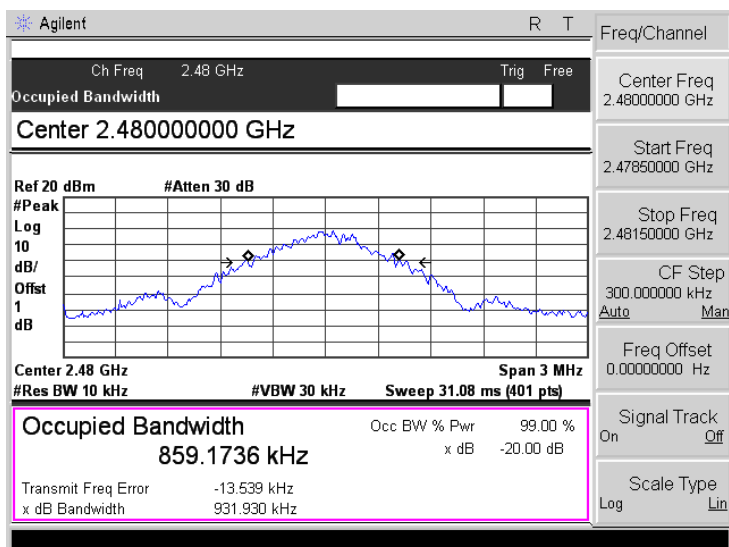 Agilent R T
Ch Freq 2.48 GHz Trig Free
Occupied Bandwidth
Center 2.480000000 GHz
Ref 20 dBm #Atten 30 dB
#Peak
Log
10
dB/
Offst
1
dB
Center 2.48 GHz Span 3 MHz
#Res BW 10 kHz #VBW 30 kHz Sweep 31.08 ms (401 pts)
Occupied Bandwidth Occ BW % Pwr 99.00 %
859.1736 kHz x dB -20.00 dB
Transmit Freq Error -13.539 kHz
x dB Bandwidth 931.930 kHz
Freq/Channel
Center Freq
2.48000000 GHz
Start Freq
2.47850000 GHz
Stop Freq
2.48150000 GHz
CF Step
300.000000 kHz
Auto Man
Freq Offset
0.00000000 Hz
Signal Track
On Off
Scale Type
Log Lin